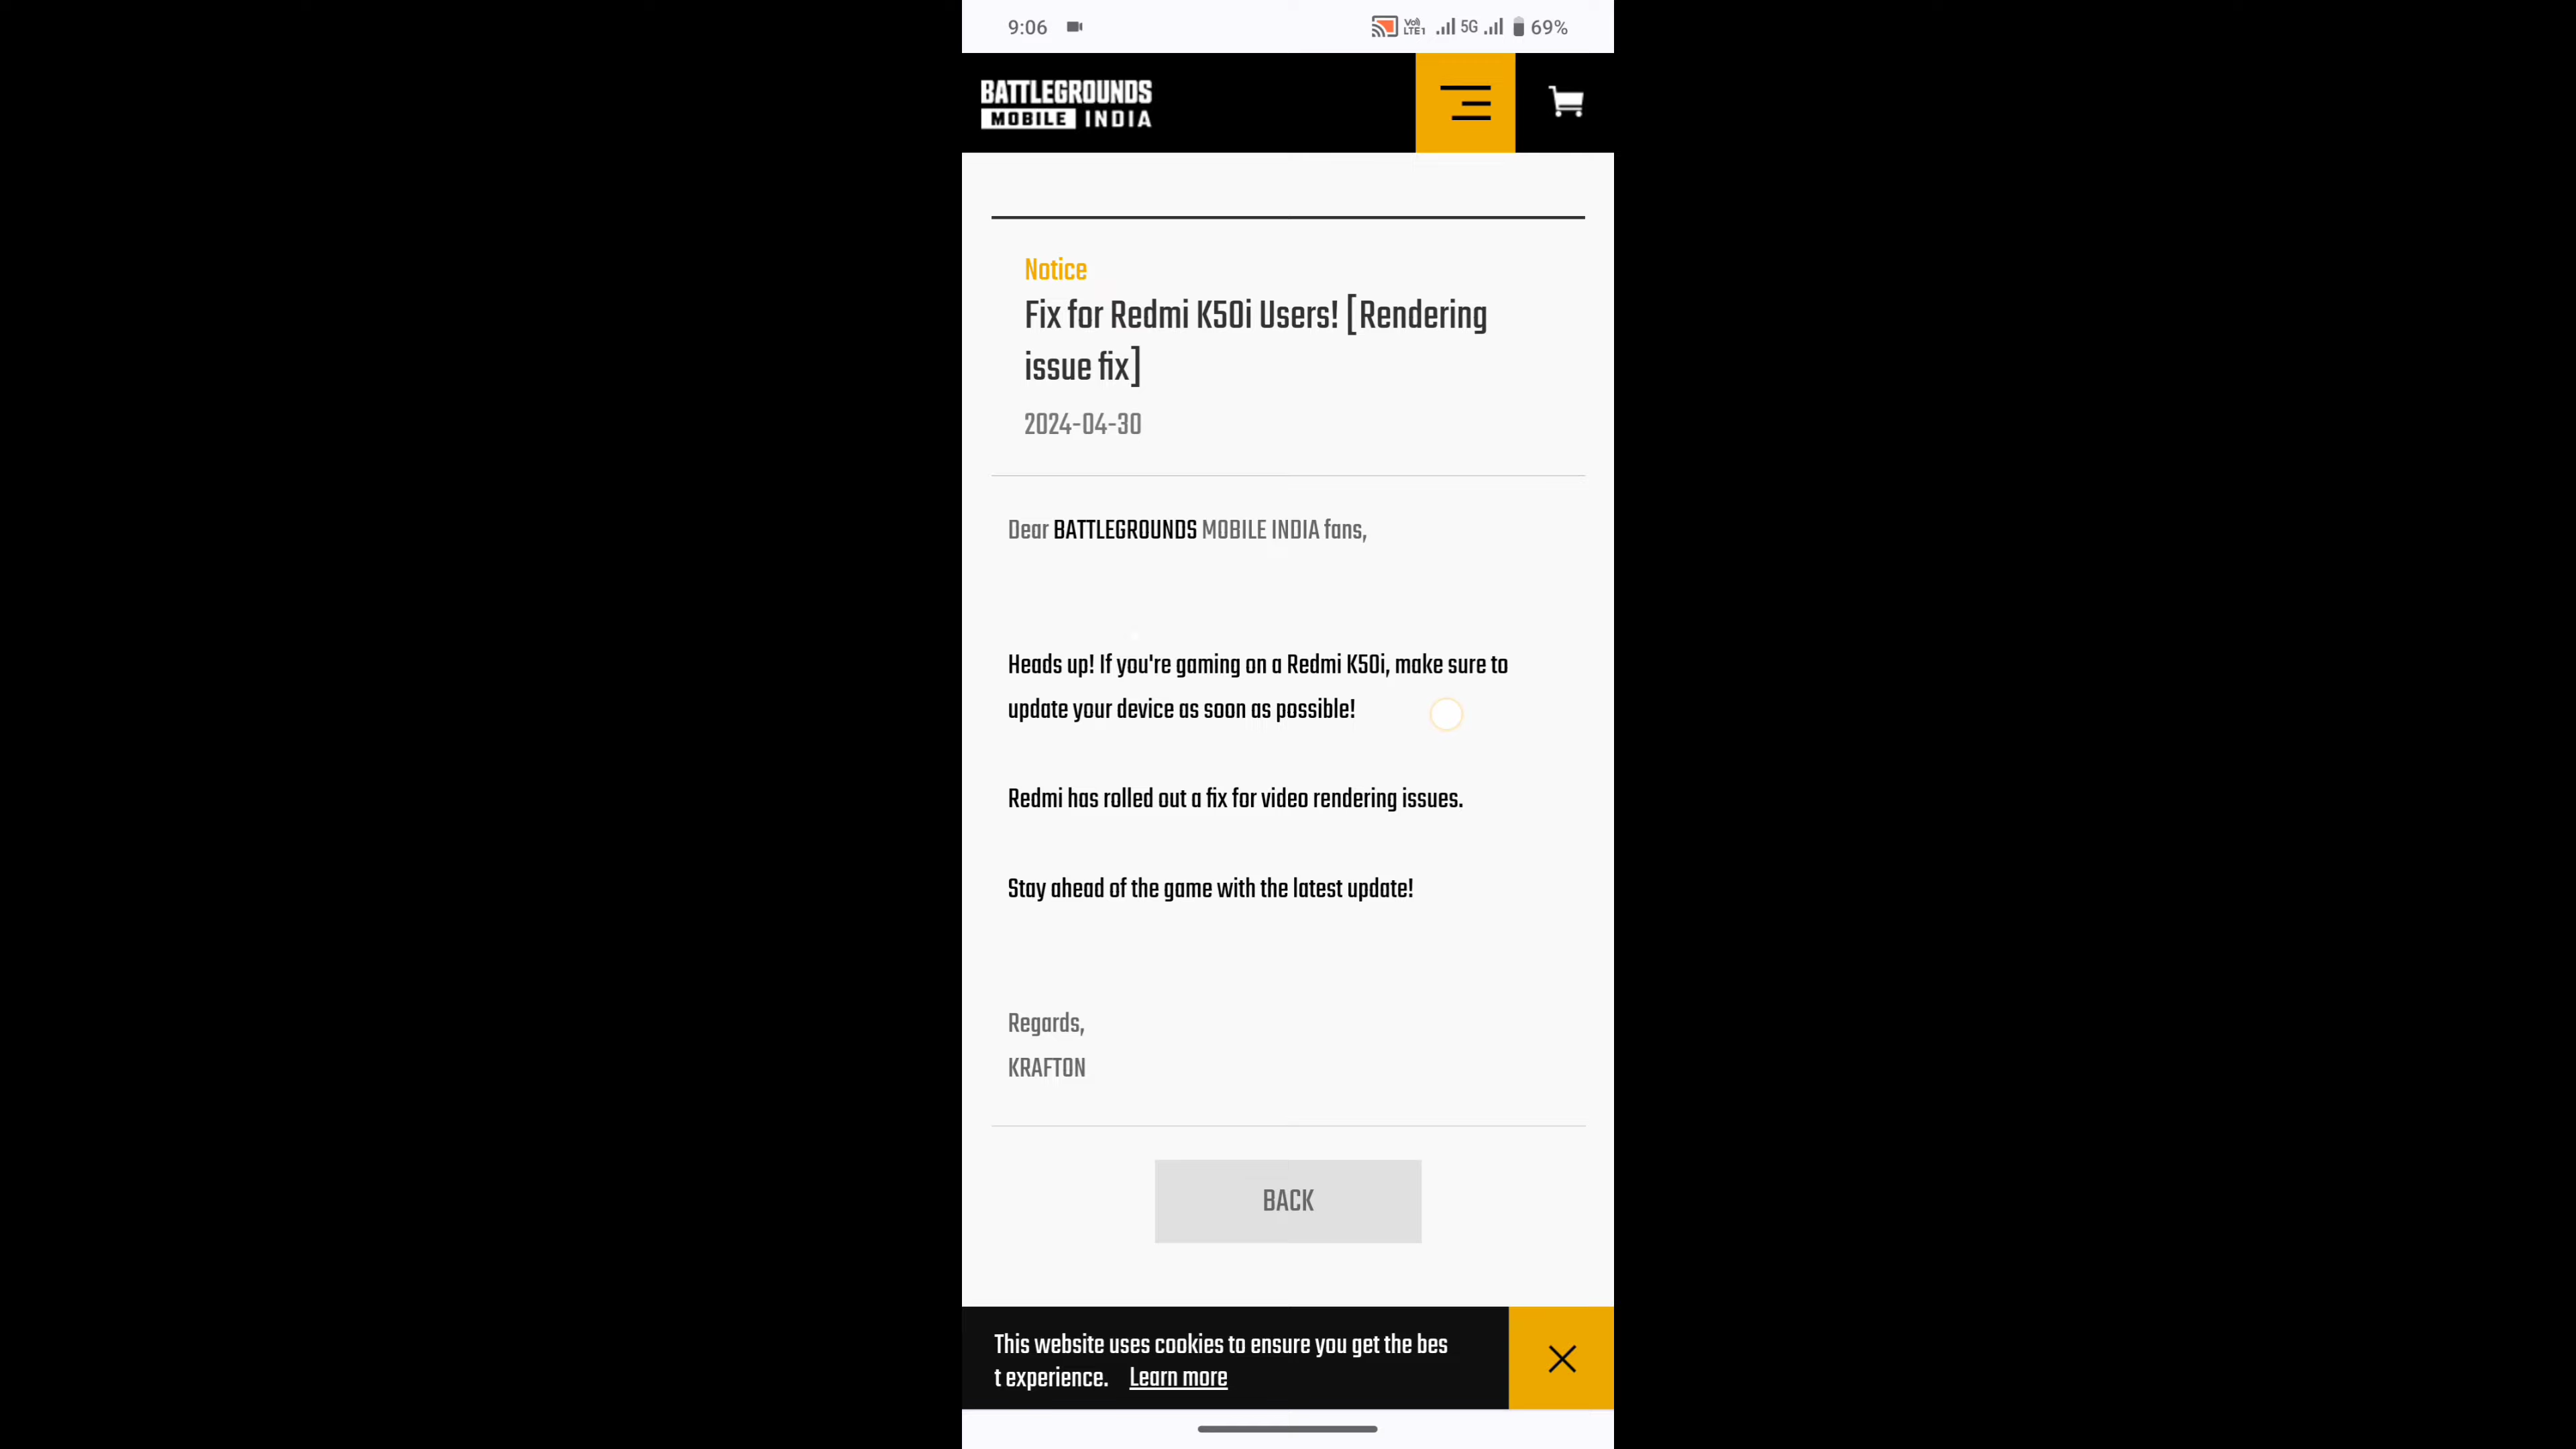 9:06
Vo) LTE1 5G 69%
BATTLEGROUNDS
MOBILE INDIA
Notice
Fix for Redmi K50i Users! [Rendering
issue fix]
2024-04-30
Dear BATTLEGROUNDS MOBILE INDIA fans,
Heads up! If you're gaming on a Redmi K50i, make sure to
update your device as soon as possible!
Redmi has rolled out a fix for video rendering issues.
Stay ahead of the game with the latest update!
Regards,
KRAFTON
BACK
This website uses cookies to ensure you get the bes
t experience. Learn more